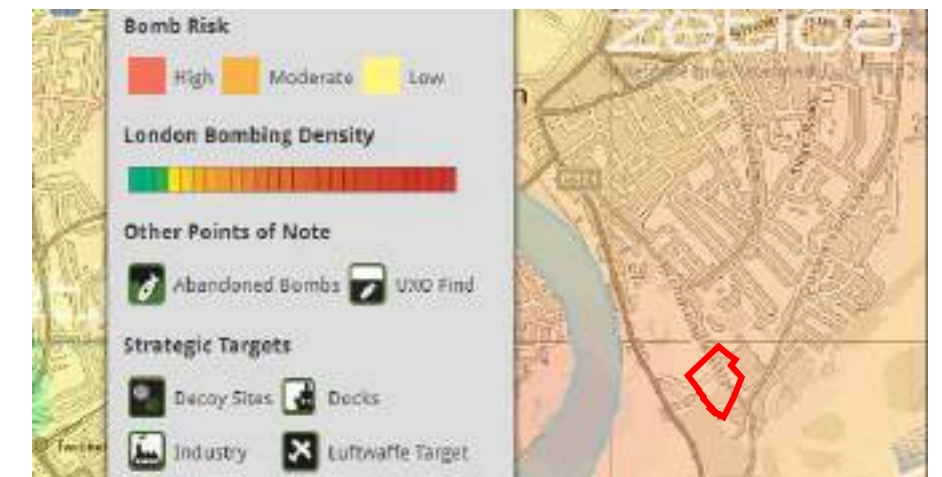 Bomb Risk
High Moderate Low
London Bombing Density
Other Points of Note
Abandoned Bombs UXO Find
Strategic Targets
Decoy Sites Docks
Industry Luftwaffe Target
zetica